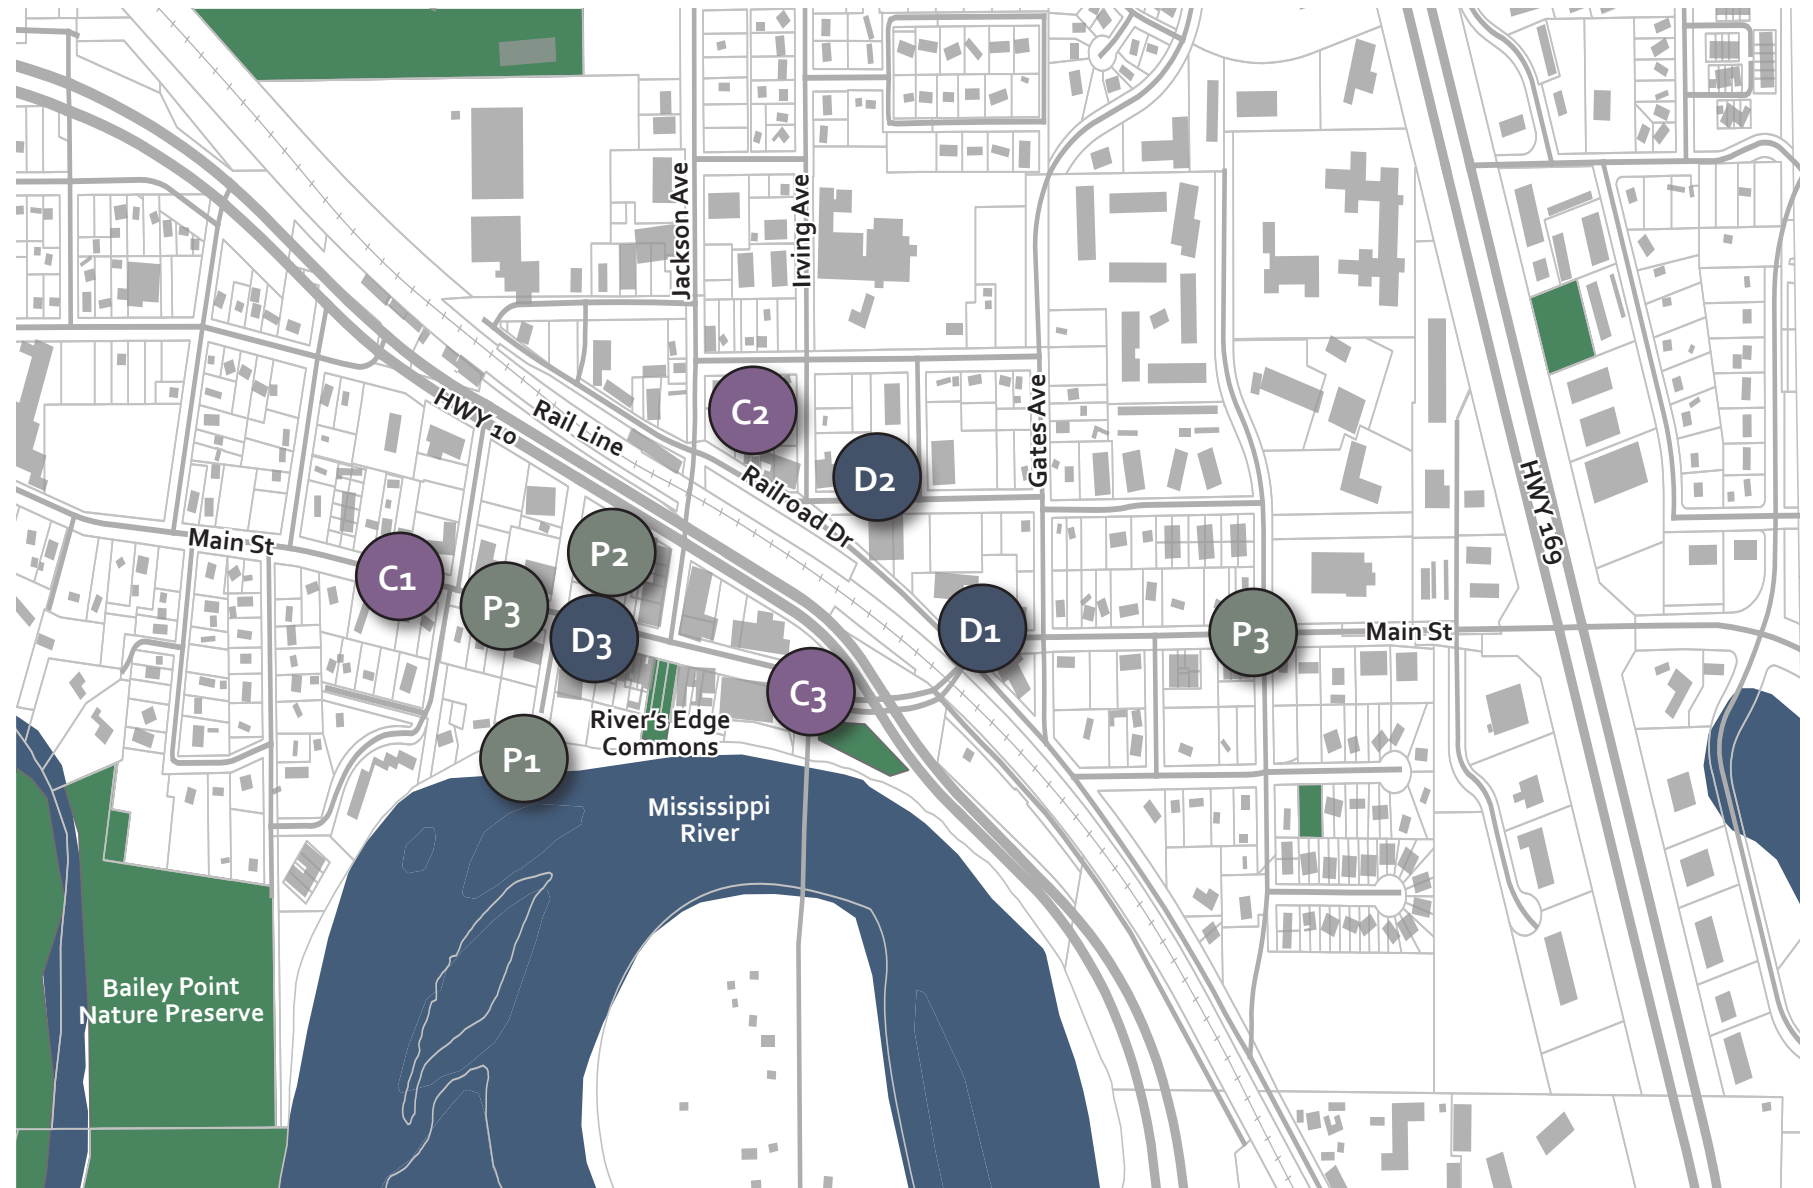 Jackson Ave
Irving Ave
Gates Ave
HWY 10
Rail Line
Railroad Dr
HWY 169
C2
D2
Main St
C1
P2
P3
D3
D1
P3
Main St
C3
P1
River's Edge
Commons
Mississippi
River
Bailey Point
Nature Preserve